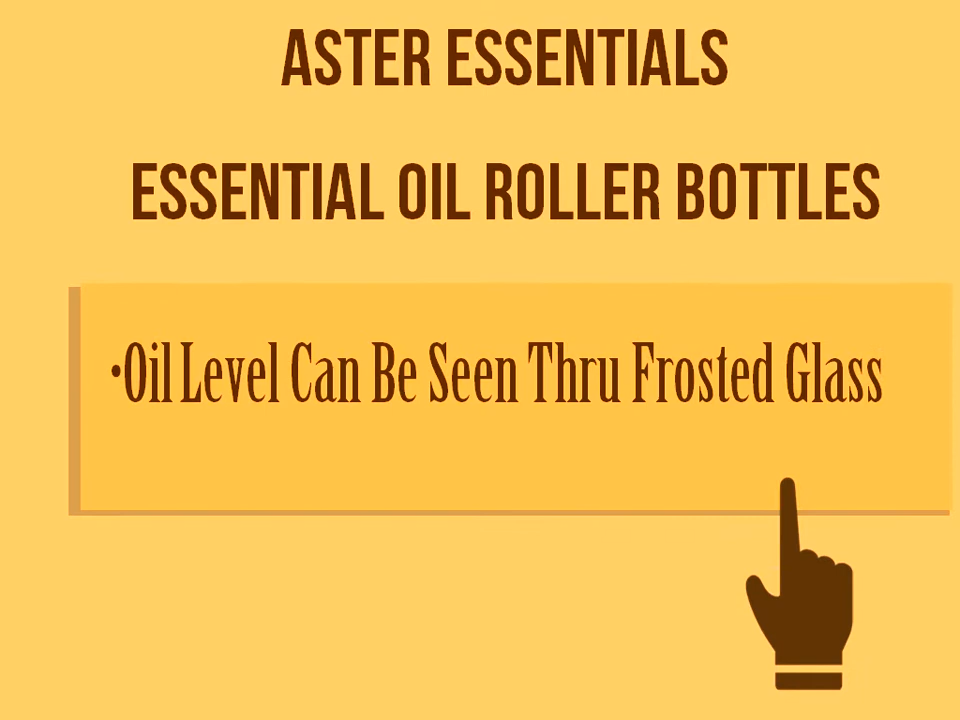 ASTER ESSENTIALS
ESSENTIAL OIL ROLLER BOTTLES
•Oil Level Can Be Seen Thru Frosted Glass